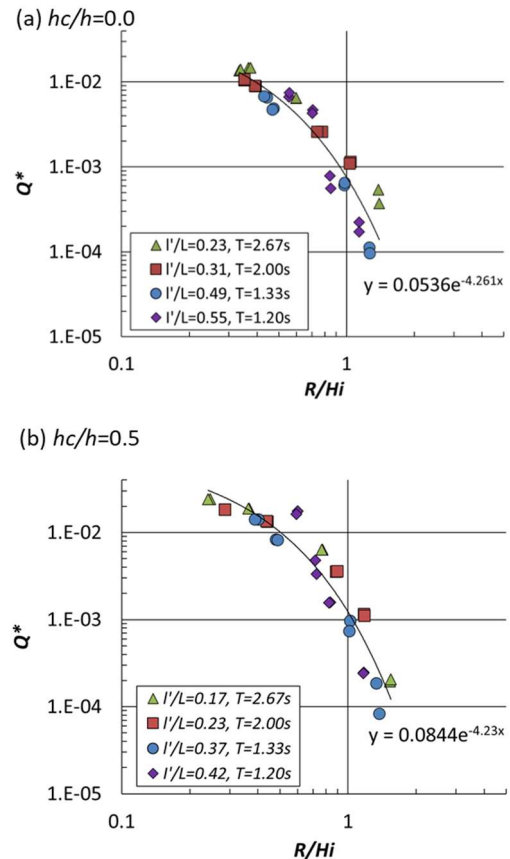 (a) hc/h=0.0
1.E-02
1.E-03
Q*
1.E-04
1.E-05
l'/L=0.23, T=2.67s
l'/L=0.31, T=2.00s
l'/L=0.49, T=1.33s
l'/L=0.55, T=1.20s
y = 0.0536e^-4.261x
0.1 1
R/Hi
(b) hc/h=0.5
1.E-02
1.E-03
Q*
1.E-04
1.E-05
l'/L=0.17, T=2.67s
l'/L=0.23, T=2.00s
l'/L=0.37, T=1.33s
l'/L=0.42, T=1.20s
y = 0.0844e^-4.23x
0.1 1
R/Hi